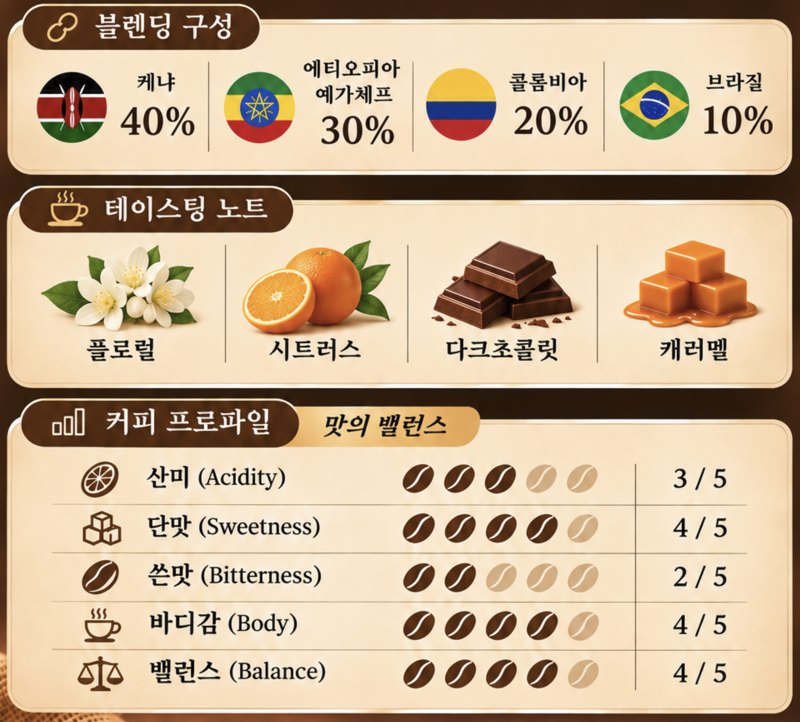 블렌딩 구성
케냐
40%
에티오피아
예가체프
30%
콜롬비아
20%
브라질
10%
테이스팅 노트
플로럴
시트러스
다크초콜릿
캐러멜
커피 프로파일
맛의 밸런스
산미 (Acidity)
3 / 5
단맛 (Sweetness)
4 / 5
쓴맛 (Bitterness)
2 / 5
바디감 (Body)
4 / 5
밸런스 (Balance)
4 / 5